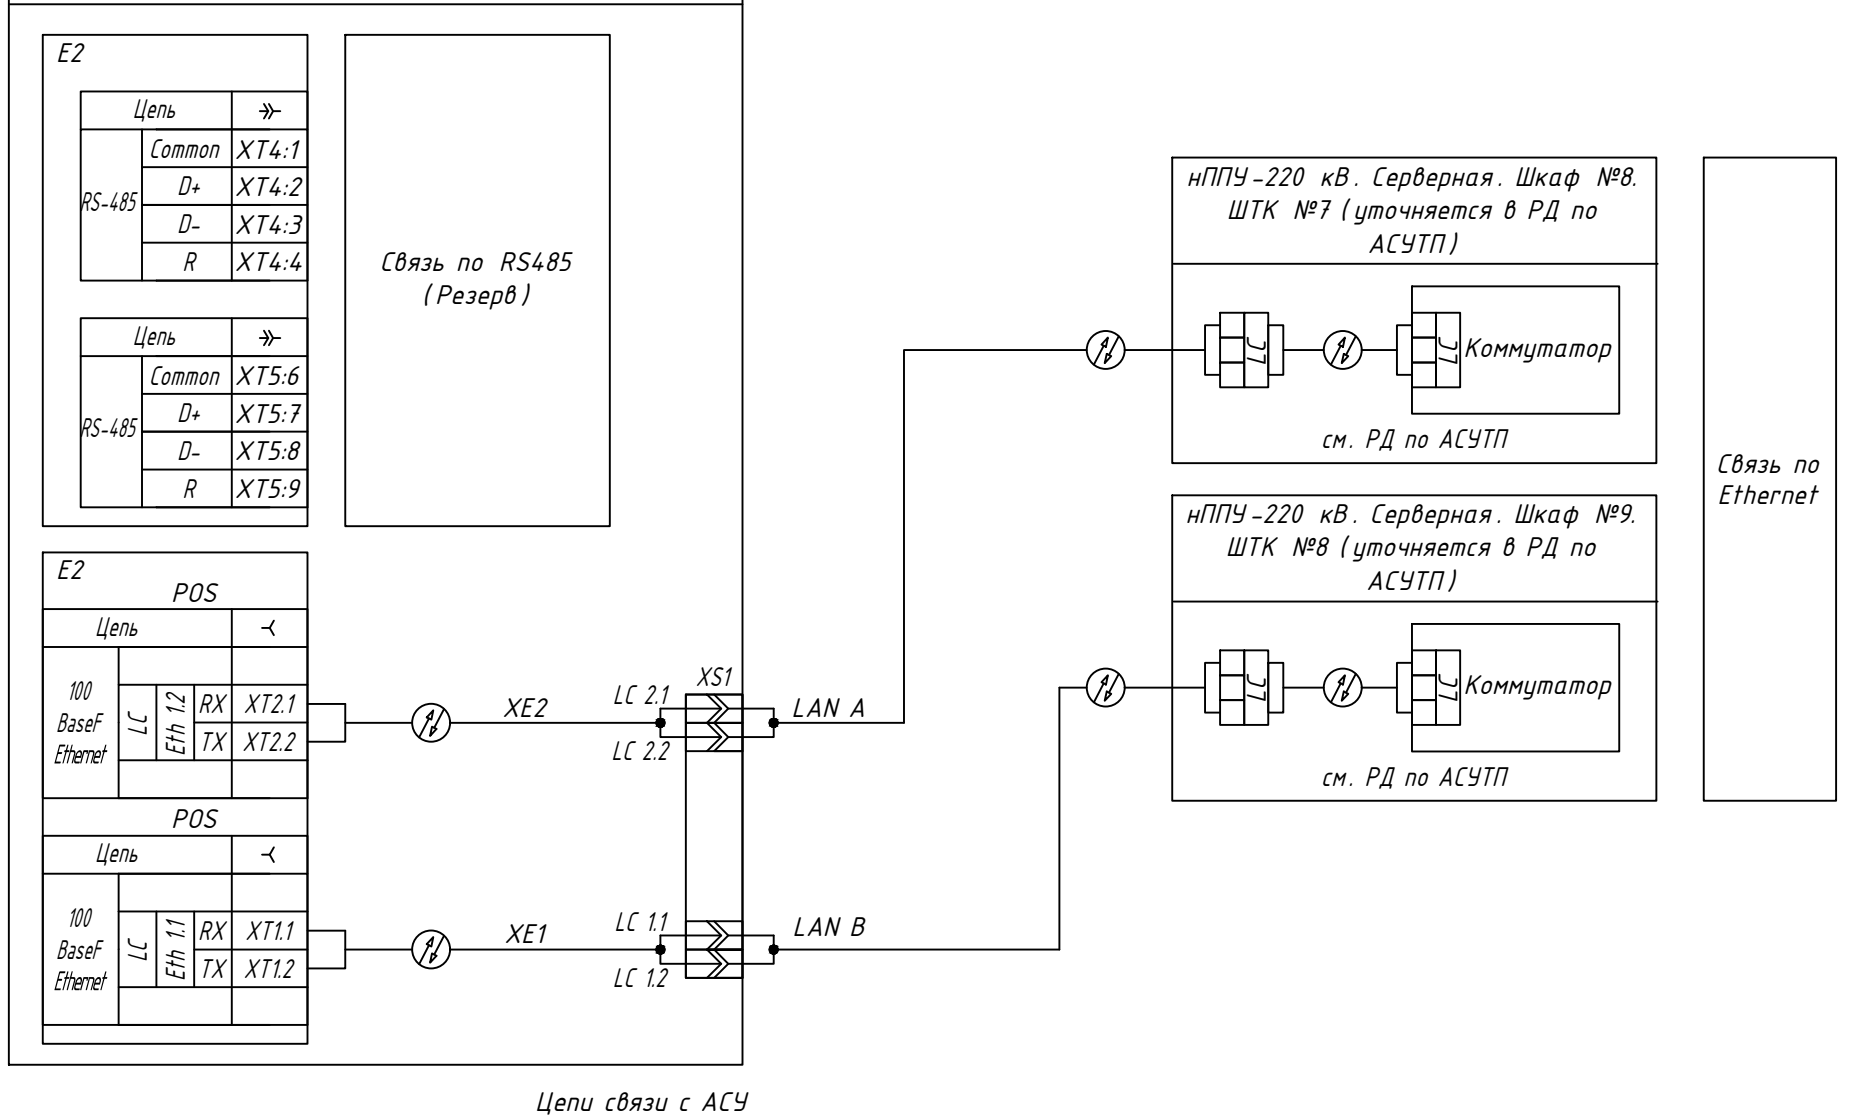 E2
Цепь
RS-485
Common XT4:1
D+ XT4:2
D- XT4:3
R XT4:4
Цепь
RS-485
Common XT5:6
D+ XT5:7
D- XT5:8
R XT5:9
Связь по RS485
(Резерв)
E2
POS
Цепь
100
BaseF
Ethernet
LC
Eth 1.2
RX XT2.1
TX XT2.2
POS
Цепь
100
BaseF
Ethernet
LC
Eth 1.1
RX XT1.1
TX XT1.2
XE2
XE1
XS1
LC 2.1
LC 2.2
LC 1.1
LC 1.2
LAN A
LAN B
нППУ-220 кВ. Серверная. Шкаф №8.
ШТК №7 (уточняется в РД по
АСУТП)
LC
LC
Коммутатор
см. РД по АСУТП
нППУ-220 кВ. Серверная. Шкаф №9.
ШТК №8 (уточняется в РД по
АСУТП)
LC
LC
Коммутатор
см. РД по АСУТП
Связь по
Ethernet
Цепи связи с АСУ